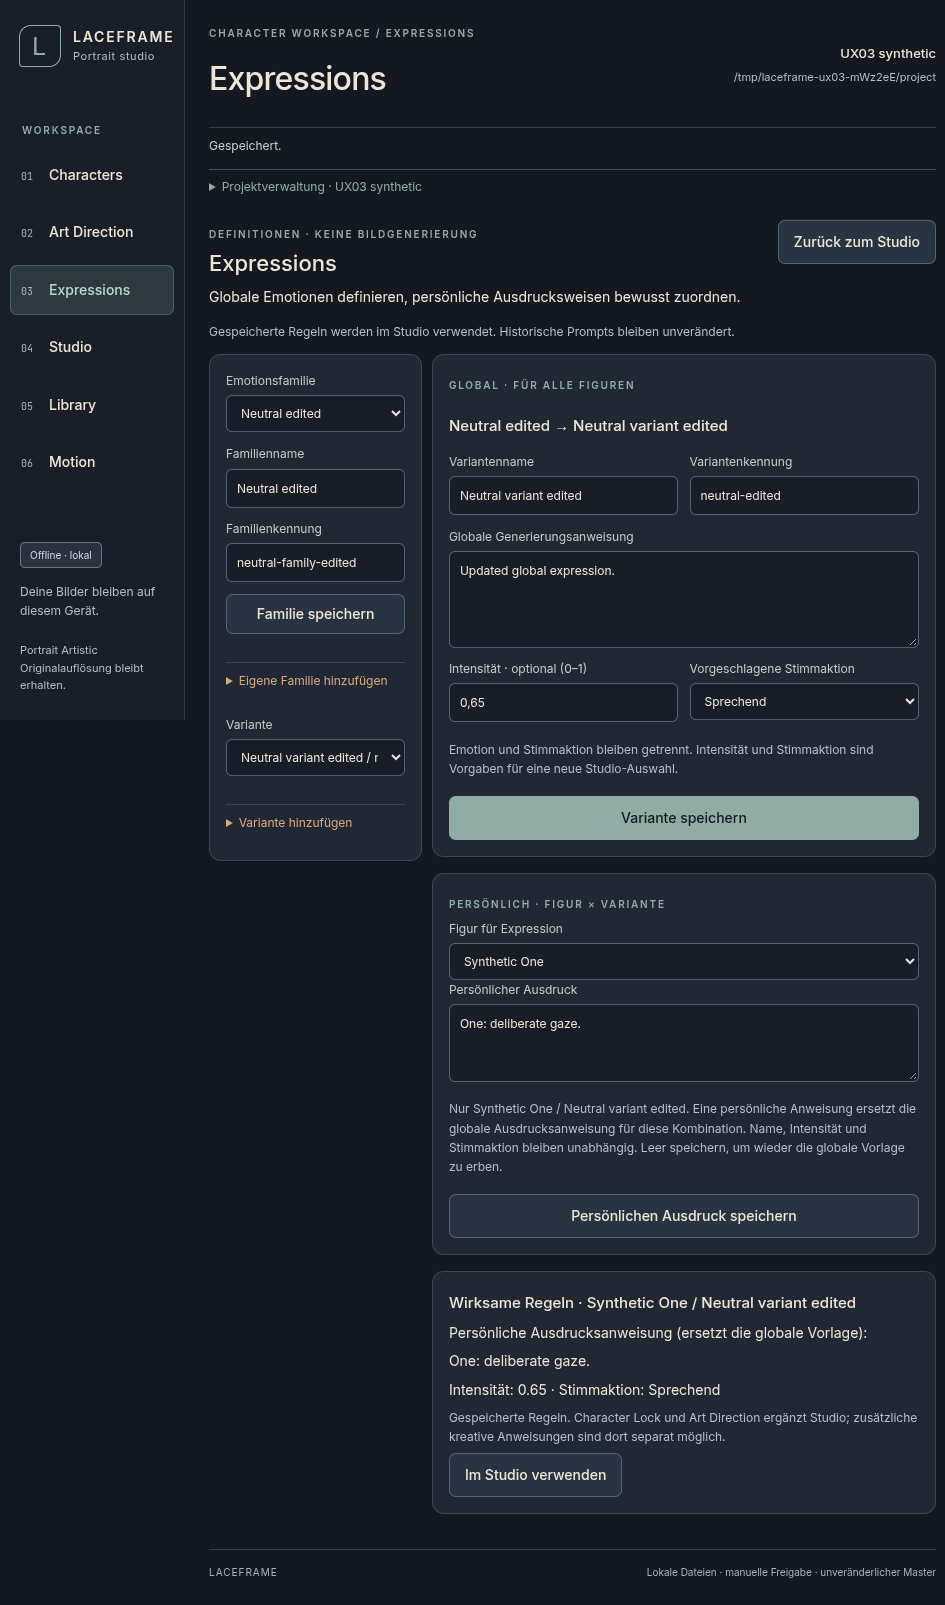 L
LACEFRAME
Portrait studio
WORKSPACE
01 Characters
02 Art Direction
03 Expressions
04 Studio
05 Library
06 Motion
Offline · lokal
Deine Bilder bleiben auf
diesem Gerät.
Portrait Artistic
Originalauflösung bleibt
erhalten.
CHARACTER WORKSPACE / EXPRESSIONS
Expressions
UX03 synthetic
/tmp/laceframe-ux03-mWz2eE/project
Gespeichert.
▶ Projektverwaltung · UX03 synthetic
DEFINITIONEN · KEINE BILDGENERIERUNG
Expressions
Zurück zum Studio
Globale Emotionen definieren, persönliche Ausdrucksweisen bewusst zuordnen.
Gespeicherte Regeln werden im Studio verwendet. Historische Prompts bleiben unverändert.
Emotionsfamilie
Neutral edited
Familienname
Neutral edited
Familienkennung
neutral-family-edited
Familie speichern
▶ Eigene Familie hinzufügen
Variante
Neutral variant edited / r
▶ Variante hinzufügen
GLOBAL · FÜR ALLE FIGUREN
Neutral edited → Neutral variant edited
Variantenname
Variantenkennung
Neutral variant edited
neutral-edited
Globale Generierungsanweisung
Updated global expression.
Intensität · optional (0–1)
Vorgeschlagene Stimmaktion
0,65
Sprechend
Emotion und Stimmaktion bleiben getrennt. Intensität und Stimmaktion sind
Vorgaben für eine neue Studio-Auswahl.
Variante speichern
PERSÖNLICH · FIGUR × VARIANTE
Figur für Expression
Synthetic One
Persönlicher Ausdruck
One: deliberate gaze.
Nur Synthetic One / Neutral variant edited. Eine persönliche Anweisung ersetzt die
globale Ausdrucksanweisung für diese Kombination. Name, Intensität und
Stimmaktion bleiben unabhängig. Leer speichern, um wieder die globale Vorlage
zu erben.
Persönlichen Ausdruck speichern
Wirksame Regeln · Synthetic One / Neutral variant edited
Persönliche Ausdrucksanweisung (ersetzt die globale Vorlage):
One: deliberate gaze.
Intensität: 0.65 · Stimmaktion: Sprechend
Gespeicherte Regeln. Character Lock und Art Direction ergänzt Studio; zusätzliche
kreative Anweisungen sind dort separat möglich.
Im Studio verwenden
LACEFRAME
Lokale Dateien · manuelle Freigabe · unveränderlicher Master